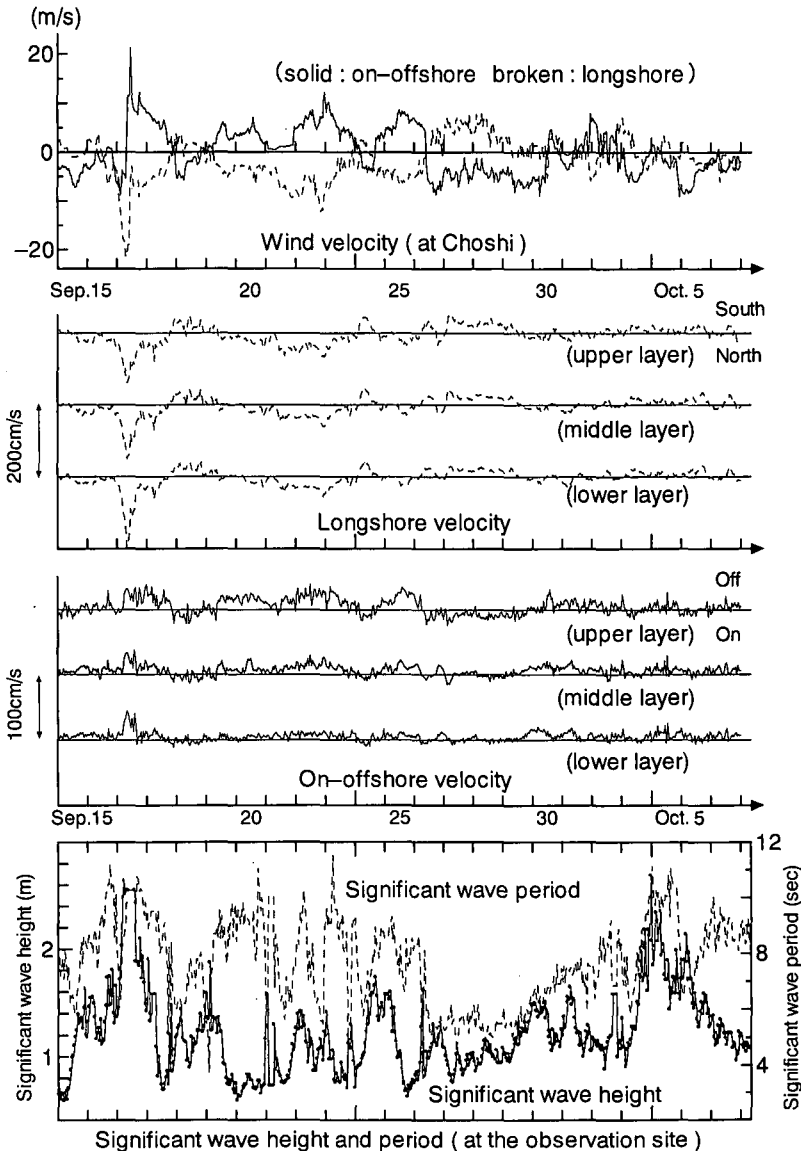 (m/s)
20
(solid : on–offshore broken : longshore)
0
–20
Wind velocity ( at Choshi )
Sep.15 20 25 30 Oct. 5
South
(upper layer) North
(middle layer)
200cm/s
(lower layer)
Longshore velocity
Off
(upper layer) On
(middle layer)
100cm/s
(lower layer)
On–offshore velocity
Sep.15 20 25 30 Oct. 5
12
Significant wave period
Significant wave height (m)
2
8
Significant wave period (sec)
1
4
Significant wave height
Significant wave height and period ( at the observation site )